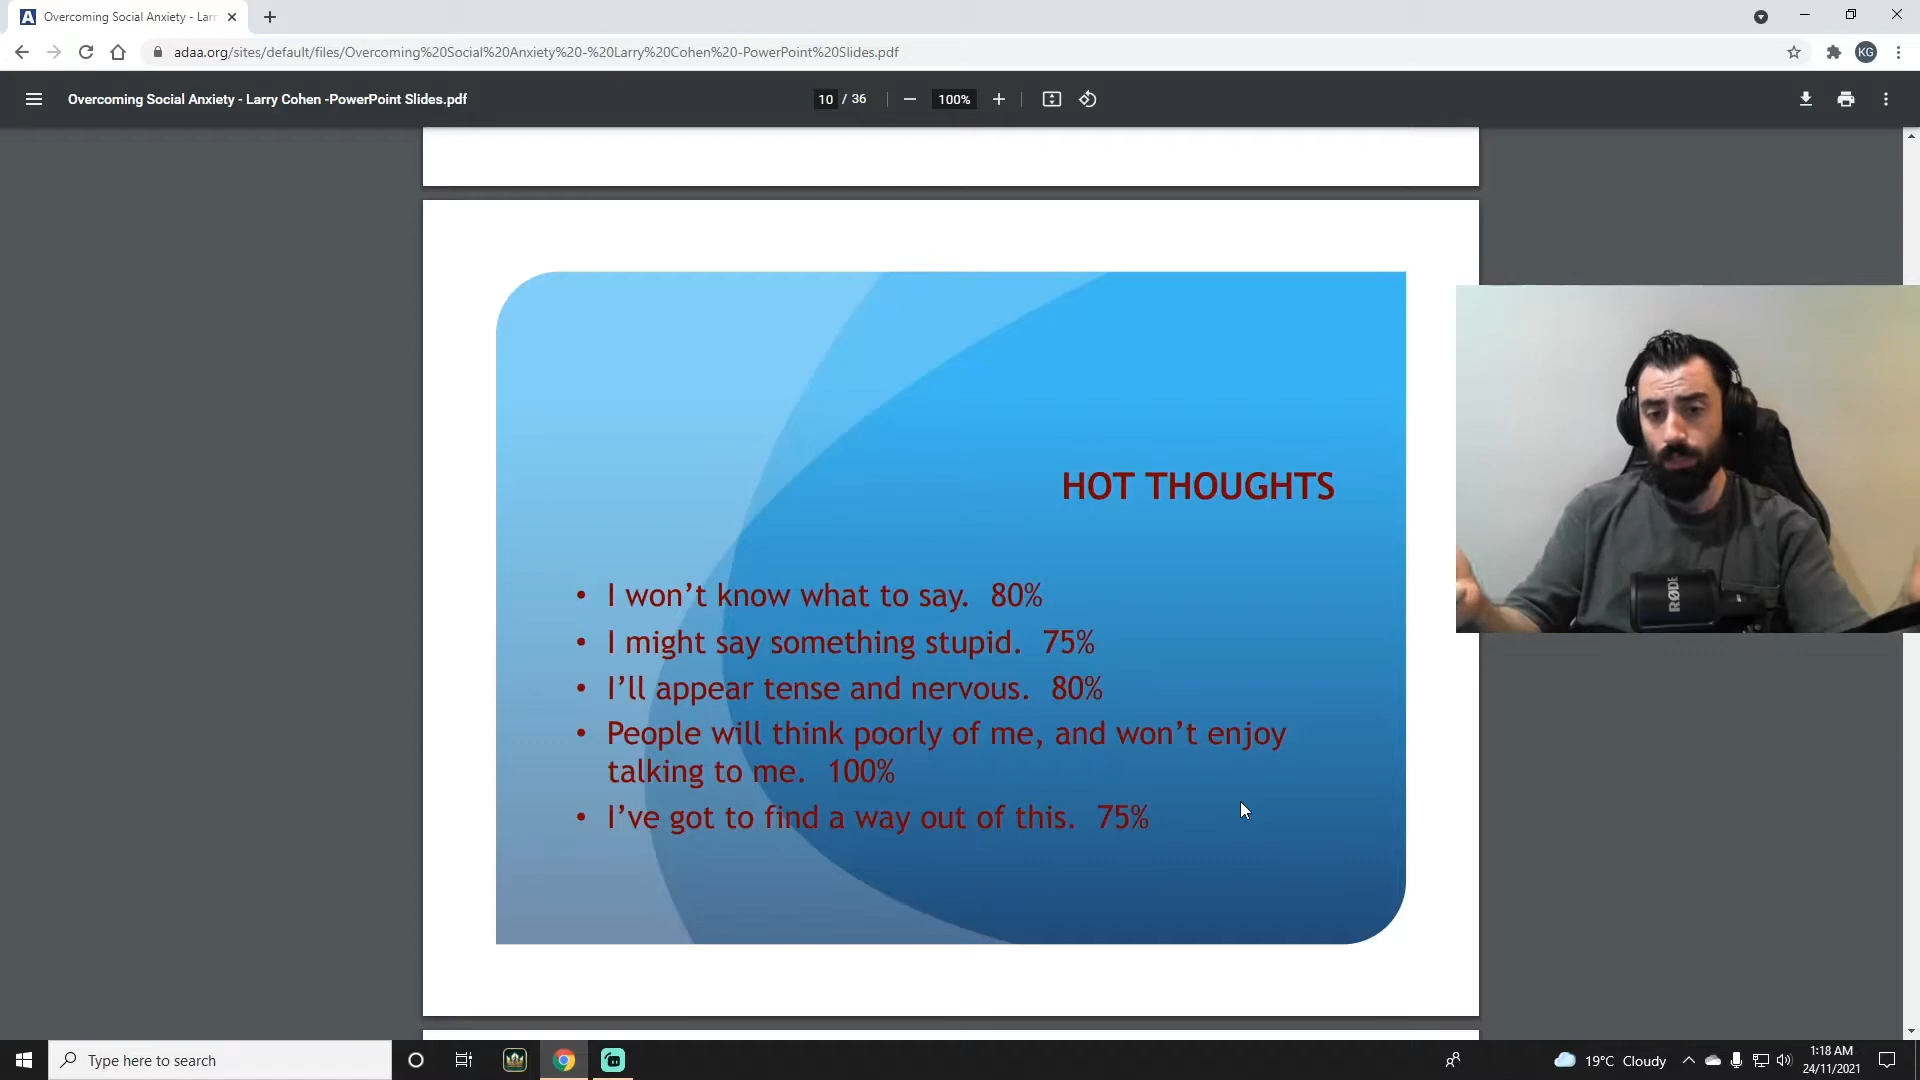 Overcoming Social Anxiety - Larr
adaa.org/sites/default/files/Overcoming%20Social%20Anxiety%20-%20Larry%20Cohen%20-PowerPoint%20Slides.pdf
KG
Overcoming Social Anxiety - Larry Cohen -PowerPoint Slides.pdf
10 / 36
100%
HOT THOUGHTS
• I won’t know what to say. 80%
• I might say something stupid. 75%
• I’ll appear tense and nervous. 80%
• People will think poorly of me, and won’t enjoy
talking to me. 100%
• I’ve got to find a way out of this. 75%
RØDE
Type here to search
19°C Cloudy
1:18 AM
24/11/2021